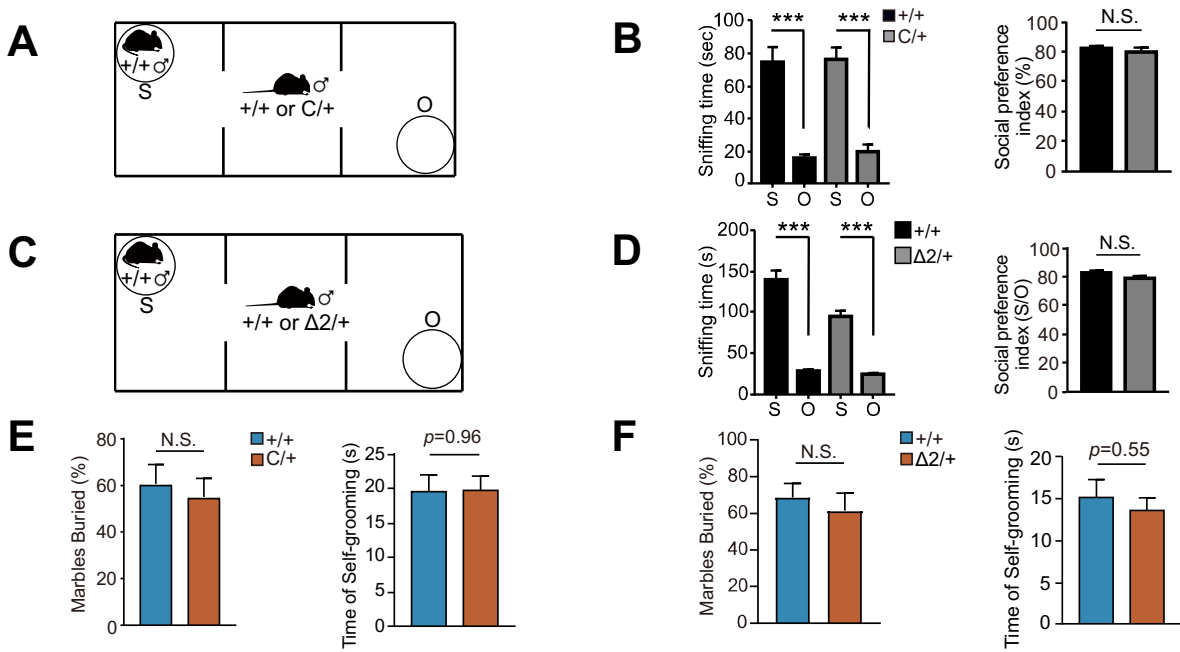 A
+/+ ♂
S
♂
+/+ or C/+
O
B
Sniffing time (sec)
100
80
60
40
20
0
***
***
+/+
C/+
S
O
S
O
Social preference
index (%)
100
80
60
40
20
0
N.S.
C
+/+ ♂
S
♂
+/+ or Δ2/+
O
D
Sniffing time (s)
200
150
100
50
0
***
***
+/+
Δ2/+
S
O
S
O
Social preference
index (S/O)
100
80
60
40
80
0
N.S.
E
Marbles Buried (%)
80
60
40
20
0
N.S.
+/+
C/+
Time of Self-grooming (s)
25
20
15
10
5
0
p=0.96
F
Marbles Buried (%)
100
80
60
40
20
0
N.S.
+/+
Δ2/+
Time of Self-grooming (s)
20
15
15
10
5
0
p=0.55